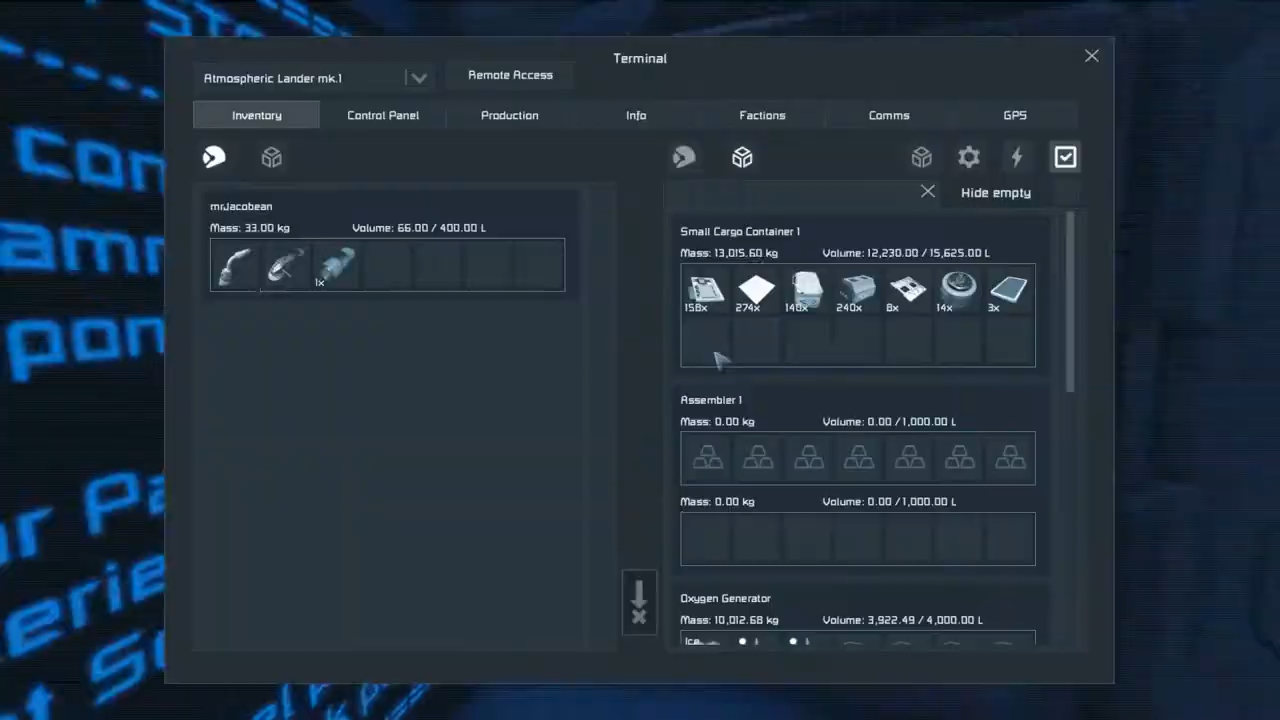 Terminal
Atmospheric Lander mk.1
Remote Access
Inventory
Control Panel
Production
Info
Factions
Comms
GPS
Hide empty
mrJacobean
Mass: 33.00 kg
Volume: 66.00 / 400.00 L
1x
Small Cargo Container 1
Mass: 13,015.60 kg
Volume: 12,230.00 / 15,625.00 L
158x
274x
140x
240x
8x
14x
3x
Assembler 1
Mass: 0.00 kg
Volume: 0.00 / 1,000.00 L
Mass: 0.00 kg
Volume: 0.00 / 1,000.00 L
Oxygen Generator
Mass: 10,012.68 kg
Volume: 3,922.49 / 4,000.00 L
Ice